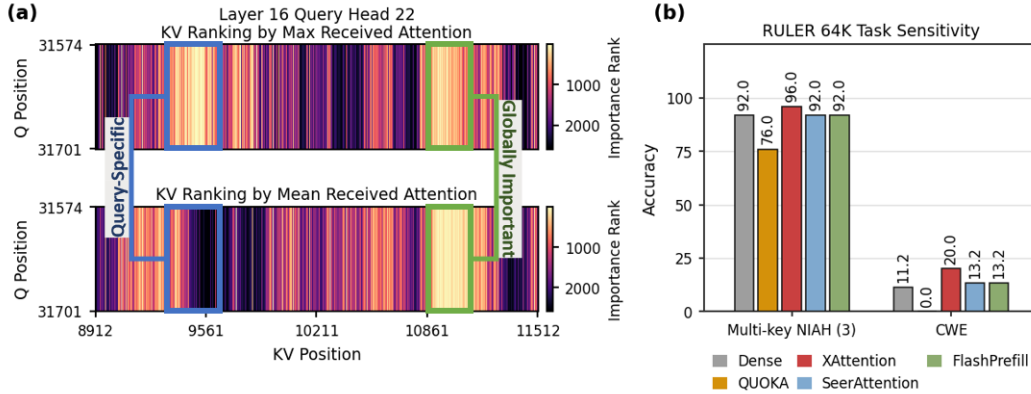 (a)
Layer 16 Query Head 22
KV Ranking by Max Received Attention
31574
31701
Q Position
1000
2000
Importance Rank
Query-Specific
Globally Important
KV Ranking by Mean Received Attention
31574
31701
Q Position
1000
2000
Importance Rank
8912 9561 10211 10861 11512
KV Position
(b)
RULER 64K Task Sensitivity
Accuracy
100
75
50
25
0
92.0 76.0 96.0 92.0 92.0
11.2 0.0 20.0 13.2 13.2
Multi-key NIAH (3) CWE
Dense XAttention FlashPrefill
QUOKA SeerAttention